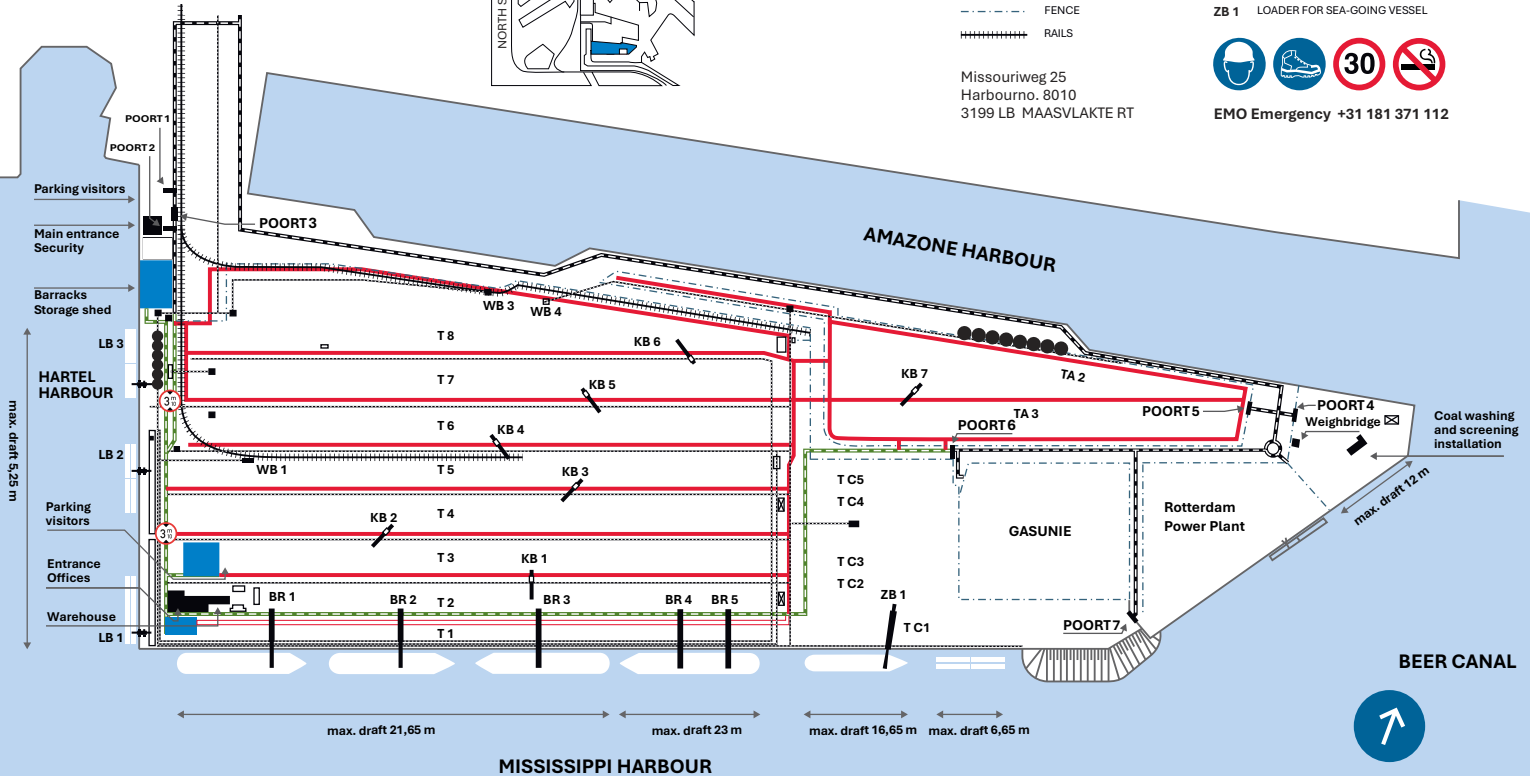 NORTH S
FENCE
RAILS
ZB 1 LOADER FOR SEA-GOING VESSEL
Missouriweg 25
Harbourno. 8010
3199 LB MAASVLAKTE RT
30
EMO Emergency +31 181 371 112
POORT 1
POORT 2
Parking visitors
Main entrance
Security
POORT 3
Barracks
Storage shed
AMAZONE HARBOUR
WB 3
WB 4
LB 3
HARTEL
HARBOUR
T 8
KB 6
T 7
KB 5
KB 7
TA 2
3 m 10
T 6
KB 4
TA 3
POORT 6
POORT 5
POORT 4
Weighbridge
Coal washing
and screening
installation
max. draft 5,25 m
LB 2
WB 1
T 5
KB 3
T C5
T C4
max. draft 12 m
Parking
visitors
3 m 10
KB 2
T 4
GASUNIE
Rotterdam
Power Plant
Entrance
Offices
T 3
KB 1
T C3
T C2
Warehouse
BR 1
BR 2
T 2
BR 3
BR 4
BR 5
ZB 1
T C1
LB 1
T 1
POORT 7
BEER CANAL
max. draft 21,65 m
max. draft 23 m
max. draft 16,65 m
max. draft 6,65 m
MISSISSIPPI HARBOUR